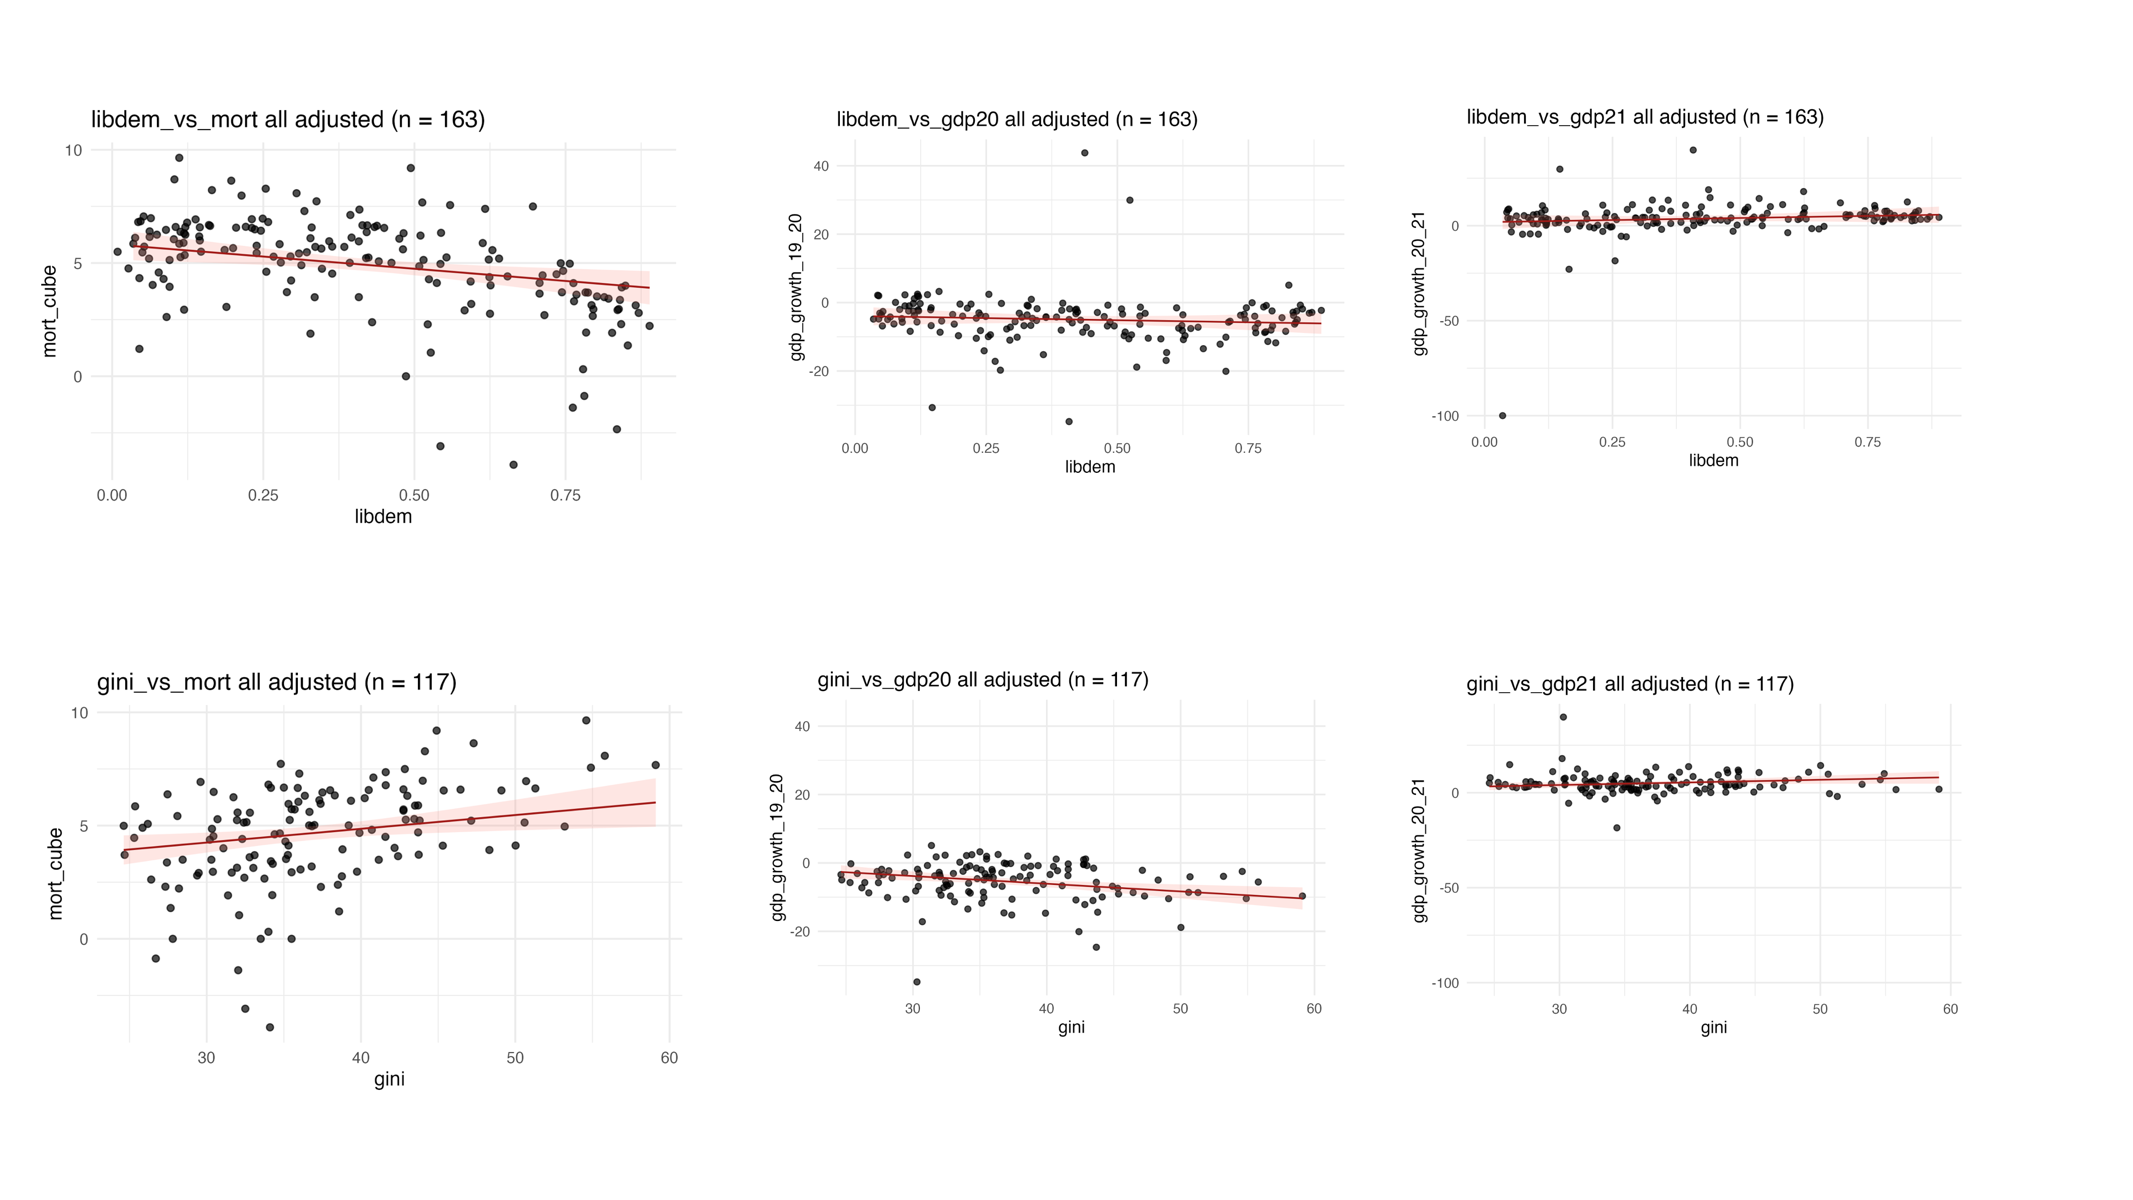 libdem_vs_mort all adjusted (n = 163)
10
5
0
mort_cube
0.00 0.25 0.50 0.75
libdem
libdem_vs_gdp20 all adjusted (n = 163)
40
20
0
-20
gdp_growth_19_20
0.00 0.25 0.50 0.75
libdem
libdem_vs_gdp21 all adjusted (n = 163)
0
-50
-100
gdp_growth_20_21
0.00 0.25 0.50 0.75
libdem
gini_vs_mort all adjusted (n = 117)
10
5
0
mort_cube
30 40 50 60
gini
gini_vs_gdp20 all adjusted (n = 117)
40
20
0
-20
gdp_growth_19_20
30 40 50 60
gini
gini_vs_gdp21 all adjusted (n = 117)
0
-50
-100
gdp_growth_20_21
30 40 50 60
gini